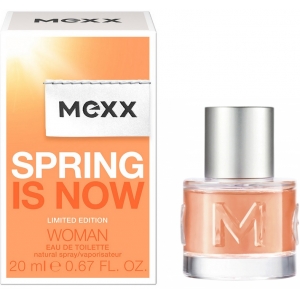 mexx
SPRING
IS NOW
LIMITED EDITION
WOMAN
EAU DE TOILETTE
natural spray/vaporisateur
20 ml ℮ 0.67 FL. OZ.
M